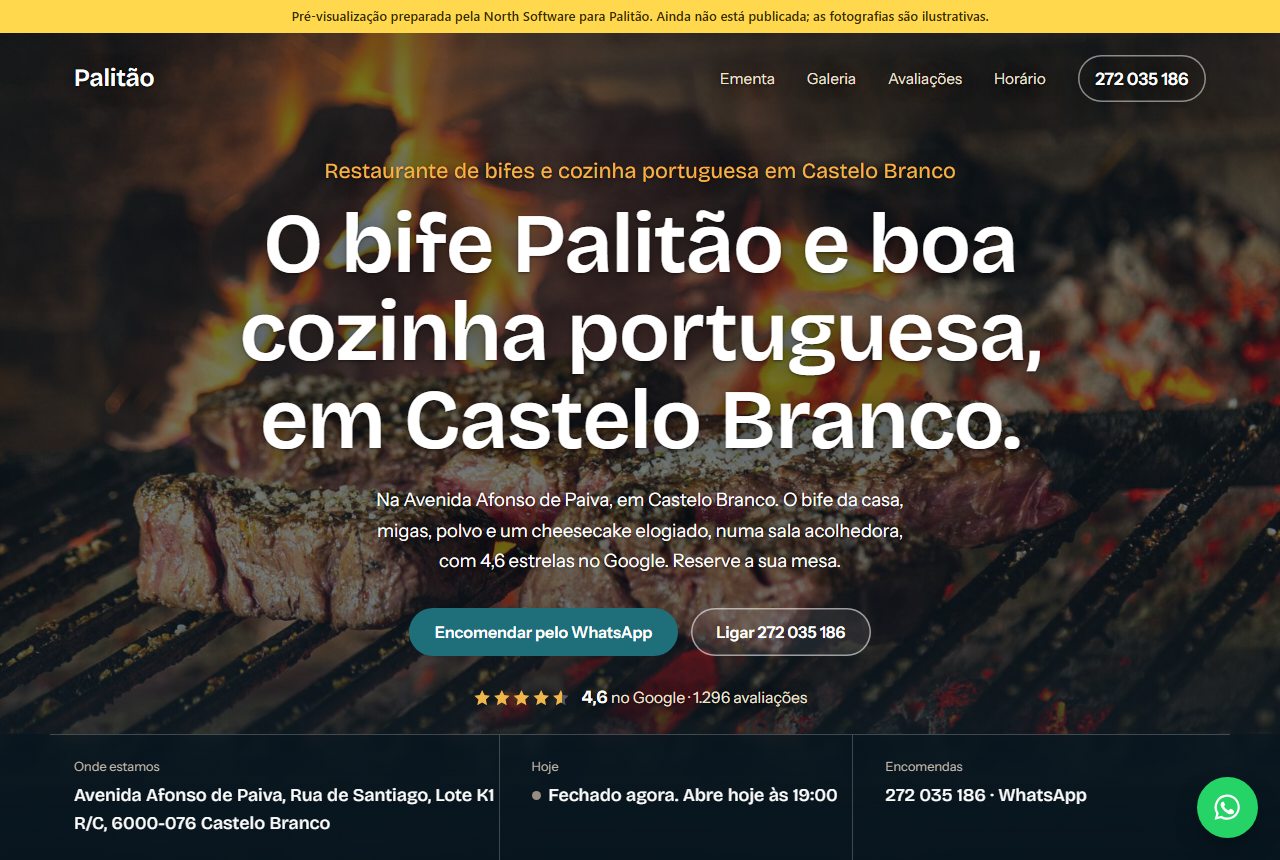 Pré-visualização preparada pela North Software para Palitão. Ainda não está publicada; as fotografias são ilustrativas.
Palitão
Ementa
Galeria
Avaliações
Horário
272 035 186
Restaurante de bifes e cozinha portuguesa em Castelo Branco
O bife Palitão e boa
cozinha portuguesa,
em Castelo Branco.
Na Avenida Afonso de Paiva, em Castelo Branco. O bife da casa,
migas, polvo e um cheesecake elogiado, numa sala acolhedora,
com 4,6 estrelas no Google. Reserve a sua mesa.
Encomendar pelo WhatsApp
Ligar 272 035 186
4,6 no Google · 1.296 avaliações
Onde estamos
Avenida Afonso de Paiva, Rua de Santiago, Lote K1
R/C, 6000-076 Castelo Branco
Hoje
Fechado agora. Abre hoje às 19:00
Encomendas
272 035 186 · WhatsApp